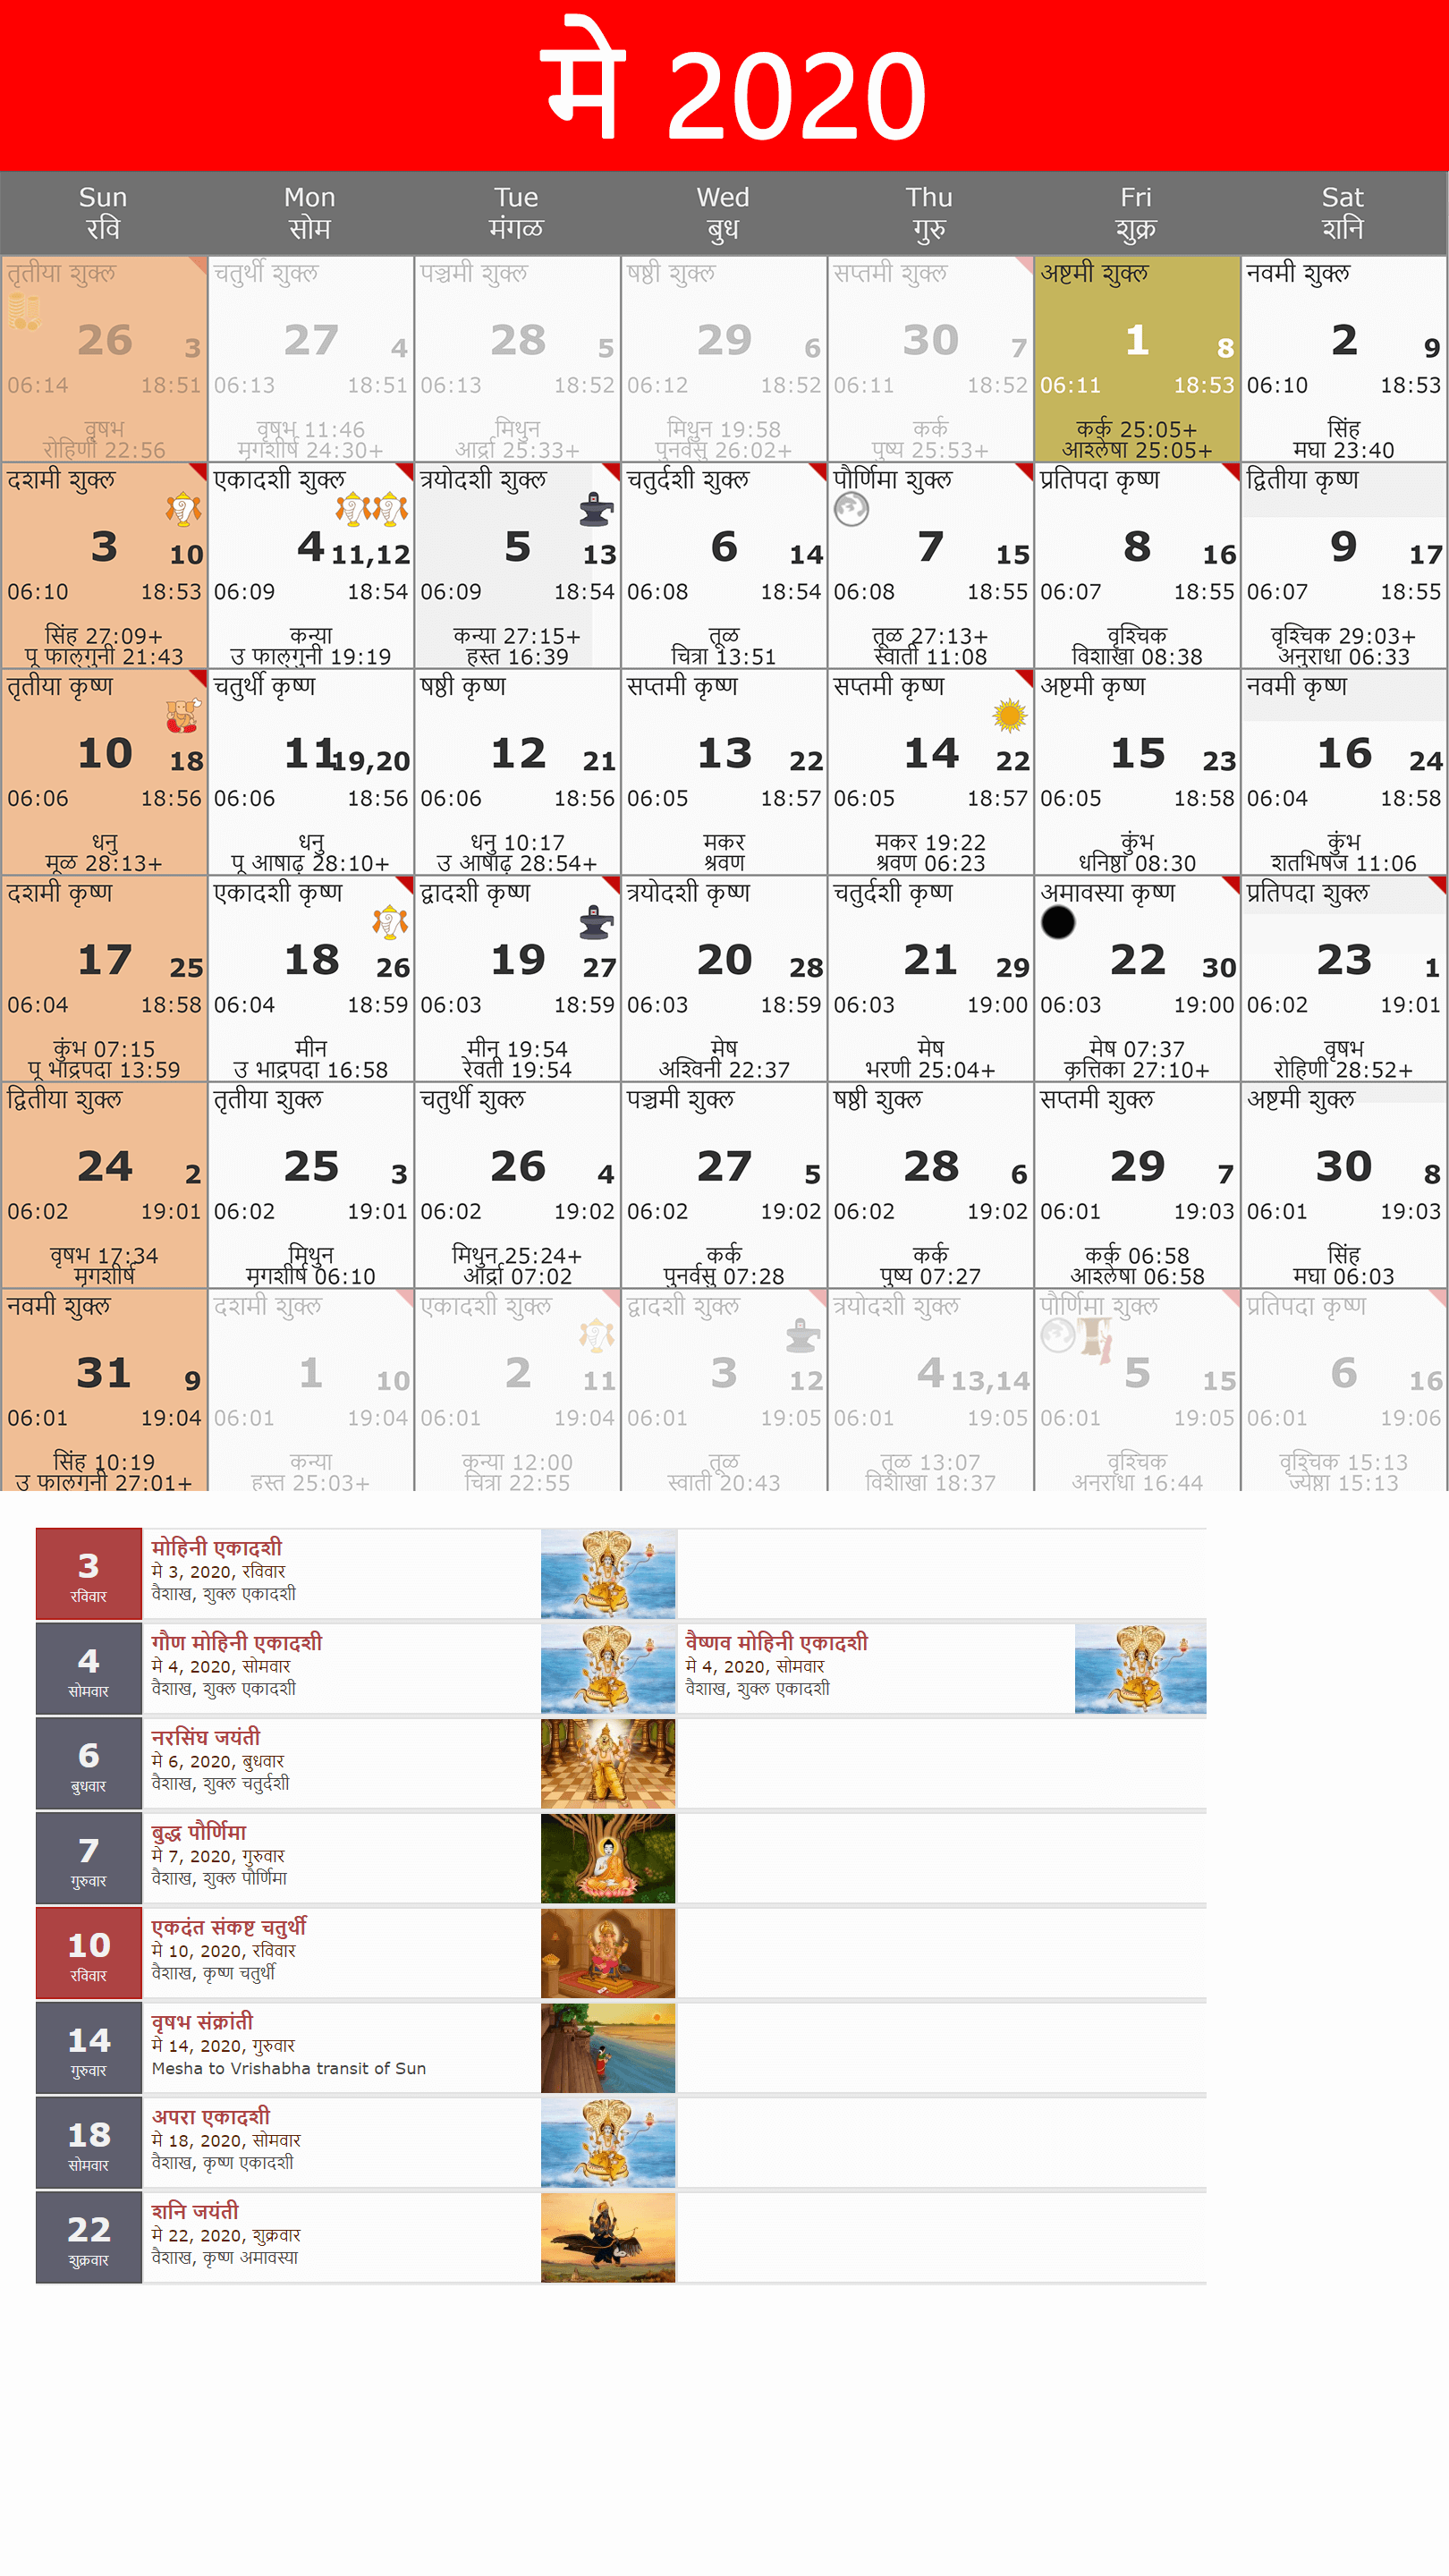 मे 2020
Sun Mon Tue Wed Thu Fri Sat
रवि सोम मंगळ बुध गुरु शुक्र शनि
तृतीया शुक्ल चतुर्थी शुक्ल पञ्चमी शुक्ल षष्ठी शुक्ल सप्तमी शुक्ल अष्टमी शुक्ल नवमी शुक्ल
26 3 27 4 28 5 29 6 30 7 1 8 2 9
06:14 18:51 06:13 18:51 06:13 18:52 06:12 18:52 06:11 18:52 06:11 18:53 06:10 18:53
वृषभ वृषभ 11:46 मिथुन मिथुन 19:58 कर्क कर्क 25:05+ सिंह
रोहिणी 22:56 मृगशीर्ष 24:30+ आर्द्रा 25:33+ पुनर्वसु 26:02+ पुष्य 25:53+ आश्लेषा 25:05+ मघा 23:40
दशमी शुक्ल एकादशी शुक्ल त्रयोदशी शुक्ल चतुर्दशी शुक्ल पौर्णिमा शुक्ल प्रतिपदा कृष्ण द्वितीया कृष्ण
3 10 4 11,12 5 13 6 14 7 15 8 16 9 17
06:10 18:53 06:09 18:54 06:09 18:54 06:08 18:54 06:08 18:55 06:07 18:55 06:07 18:55
सिंह 27:09+ कन्या कन्या 27:15+ तूळ तूळ 27:13+ वृश्चिक वृश्चिक 29:03+
पू फाल्गुनी 21:43 उ फाल्गुनी 19:19 हस्त 16:39 चित्रा 13:51 स्वाती 11:08 विशाखा 08:38 अनुराधा 06:33
तृतीया कृष्ण चतुर्थी कृष्ण षष्ठी कृष्ण सप्तमी कृष्ण सप्तमी कृष्ण अष्टमी कृष्ण नवमी कृष्ण
10 18 11 19,20 12 21 13 22 14 22 15 23 16 24
06:06 18:56 06:06 18:56 06:06 18:56 06:05 18:57 06:05 18:57 06:05 18:58 06:04 18:58
धनु धनु धनु 10:17 मकर मकर 19:22 कुंभ कुंभ
मूळ 28:13+ पू आषाढ़ 28:10+ उ आषाढ़ 28:54+ श्रवण श्रवण 06:23 धनिष्ठा 08:30 शतभिषज 11:06
दशमी कृष्ण एकादशी कृष्ण द्वादशी कृष्ण त्रयोदशी कृष्ण चतुर्दशी कृष्ण अमावस्या कृष्ण प्रतिपदा शुक्ल
17 25 18 26 19 27 20 28 21 29 22 30 23 1
06:04 18:58 06:04 18:59 06:03 18:59 06:03 18:59 06:03 19:00 06:03 19:00 06:02 19:01
कुंभ 07:15 मीन मीन 19:54 मेष मेष मेष 07:37 वृषभ
पू भाद्रपदा 13:59 उ भाद्रपदा 16:58 रेवती 19:54 अश्विनी 22:37 भरणी 25:04+ कृत्तिका 27:10+ रोहिणी 28:52+
द्वितीया शुक्ल तृतीया शुक्ल चतुर्थी शुक्ल पञ्चमी शुक्ल षष्ठी शुक्ल सप्तमी शुक्ल अष्टमी शुक्ल
24 2 25 3 26 4 27 5 28 6 29 7 30 8
06:02 19:01 06:02 19:01 06:02 19:02 06:02 19:02 06:02 19:02 06:01 19:03 06:01 19:03
वृषभ 17:34 मिथुन मिथुन 25:24+ कर्क कर्क कर्क 06:58 सिंह
मृगशीर्ष मृगशीर्ष 06:10 आर्द्रा 07:02 पुनर्वसु 07:28 पुष्य 07:27 आश्लेषा 06:58 मघा 06:03
नवमी शुक्ल दशमी शुक्ल एकादशी शुक्ल द्वादशी शुक्ल त्रयोदशी शुक्ल पौर्णिमा शुक्ल प्रतिपदा कृष्ण
31 9 1 10 2 11 3 12 4 13,14 5 15 6 16
06:01 19:04 06:01 19:04 06:01 19:04 06:01 19:05 06:01 19:05 06:01 19:05 06:01 19:06
सिंह 10:19 कन्या कन्या 12:00 तूळ तूळ 13:07 वृश्चिक वृश्चिक 15:13
उ फाल्गुनी 27:01+ हस्त 25:03+ चित्रा 22:55 स्वाती 20:43 विशाखा 18:37 अनुराधा 16:44 ज्येष्ठा 15:13
3
रविवार
मोहिनी एकादशी
मे 3, 2020, रविवार
वैशाख, शुक्ल एकादशी
4
सोमवार
गौण मोहिनी एकादशी
मे 4, 2020, सोमवार
वैशाख, शुक्ल एकादशी
वैष्णव मोहिनी एकादशी
मे 4, 2020, सोमवार
वैशाख, शुक्ल एकादशी
6
बुधवार
नरसिंघ जयंती
मे 6, 2020, बुधवार
वैशाख, शुक्ल चतुर्दशी
7
गुरुवार
बुद्ध पौर्णिमा
मे 7, 2020, गुरुवार
वैशाख, शुक्ल पौर्णिमा
10
रविवार
एकदंत संकष्ट चतुर्थी
मे 10, 2020, रविवार
वैशाख, कृष्ण चतुर्थी
14
गुरुवार
वृषभ संक्रांती
मे 14, 2020, गुरुवार
Mesha to Vrishabha transit of Sun
18
सोमवार
अपरा एकादशी
मे 18, 2020, सोमवार
वैशाख, कृष्ण एकादशी
22
शुक्रवार
शनि जयंती
मे 22, 2020, शुक्रवार
वैशाख, कृष्ण अमावस्या